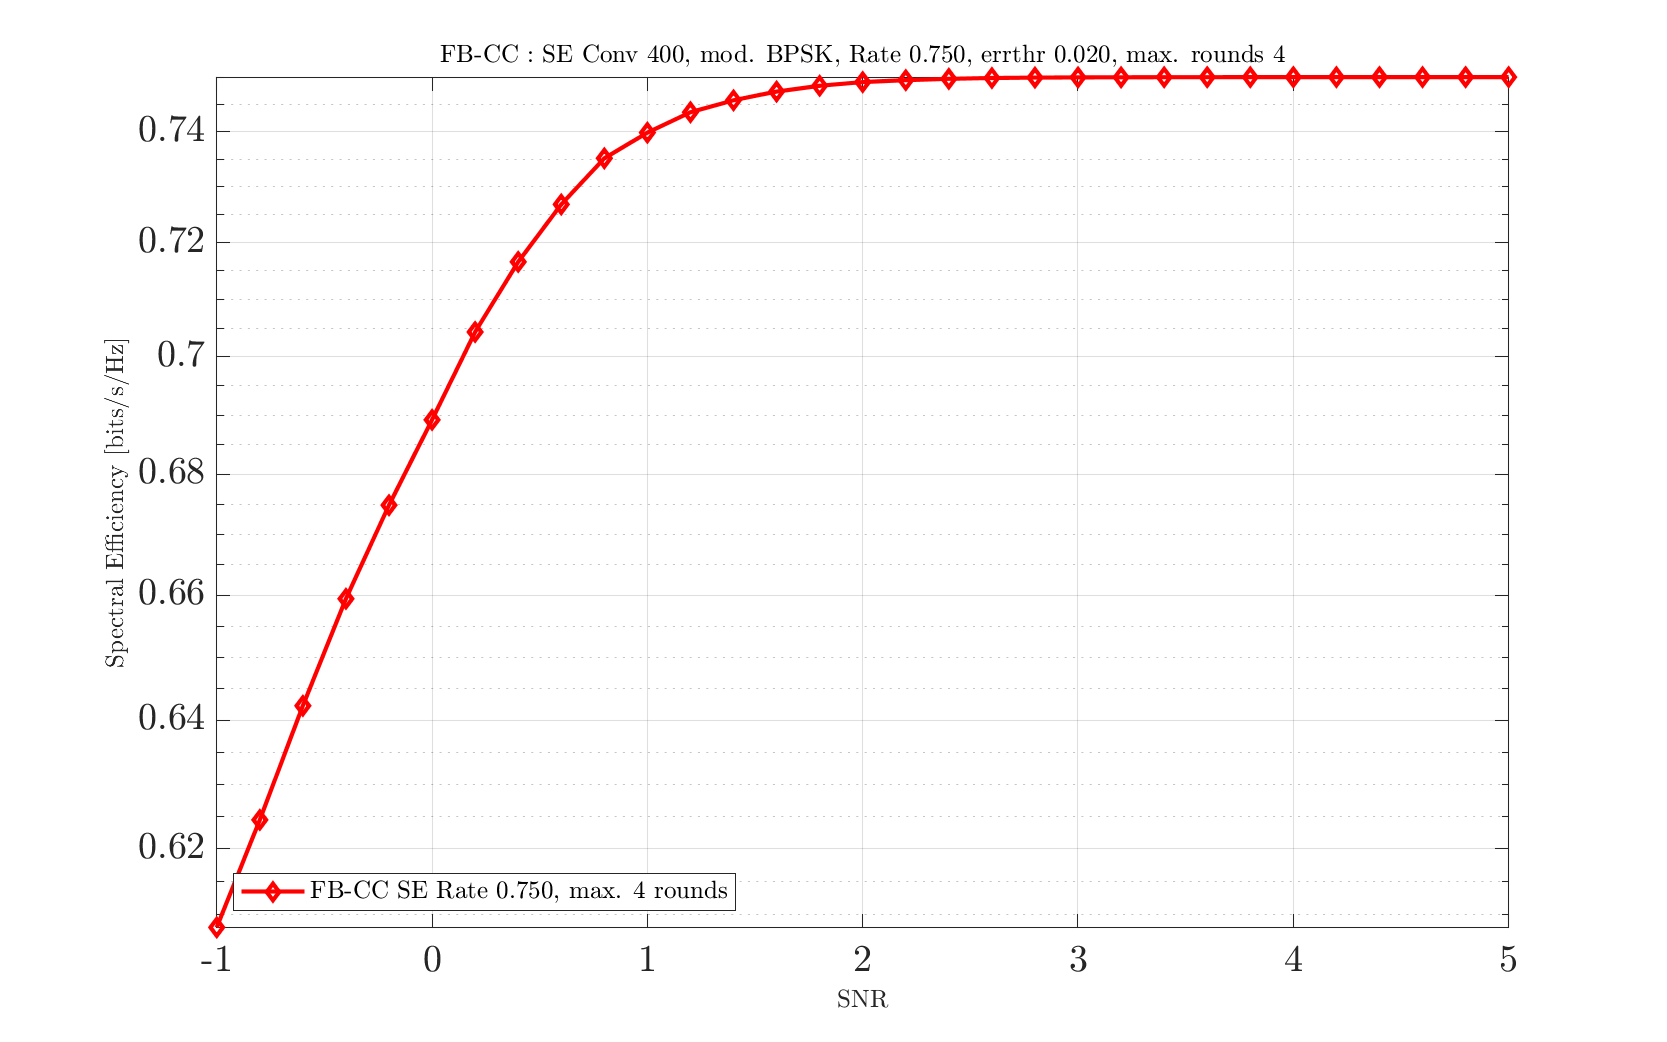 FB-CC : SE Conv 400, mod. BPSK, Rate 0.750, errthr 0.020, max. rounds 4
0.74
0.72
0.7
0.68
0.66
0.64
0.62
Spectral Efficiency [bits/s/Hz]
FB-CC SE Rate 0.750, max. 4 rounds
-1 0 1 2 3 4 5
SNR